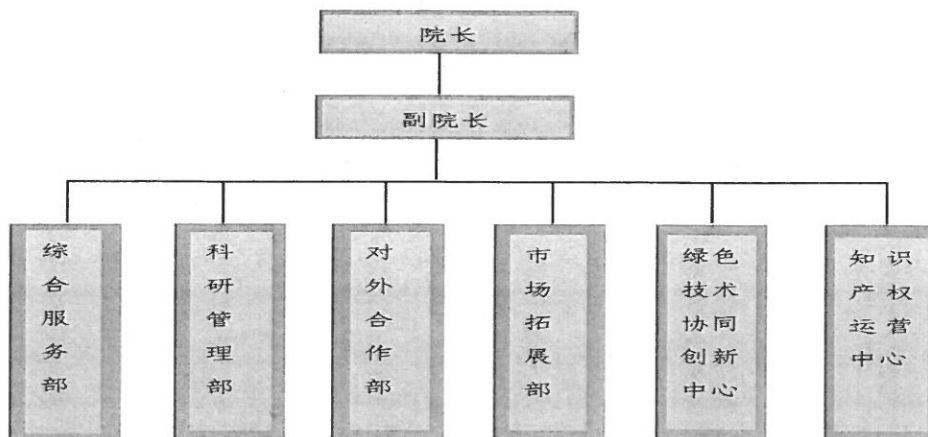 院长
副院长
综合服务部
科研管理部
对外合作部
市场拓展部
绿色技术协同创新中心
知识产权运营中心